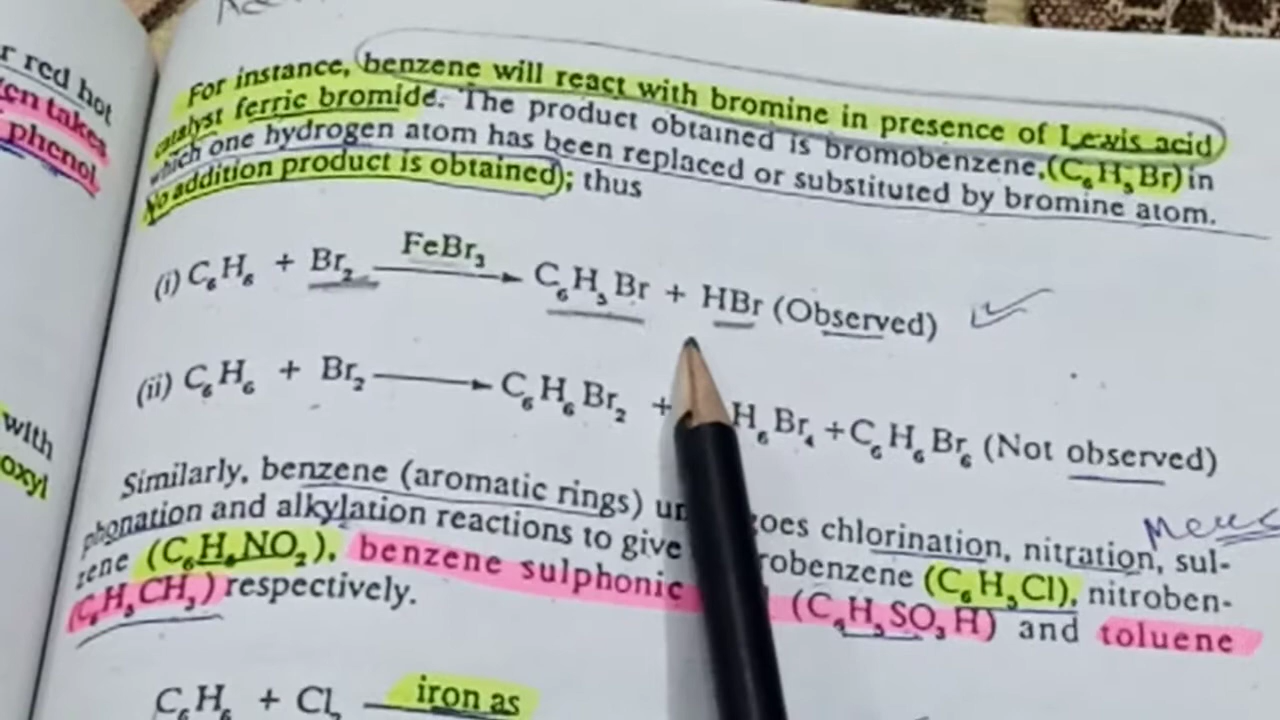 r red hot
en takes
phenol
with
oxyl
For instance, benzene will react with bromine in presence of Lewis acid
catalyst ferric bromide. The product obtained is bromobenzene,(C₆H₅Br) in
which one hydrogen atom has been replaced or substituted by bromine atom.
No addition product is obtained); thus
(i) C₆H₆ + Br₂ FeBr₃ → C₆H₅Br + HBr (Observed)
(ii) C₆H₆ + Br₂ → C₆H₆Br₂ + H₆Br₄ + C₆H₆Br₆ (Not observed)
Similarly, benzene (aromatic rings) un goes chlorination, nitration, sul-
phonation and alkylation reactions to give robenzene (C₆H₅Cl), nitroben-
zene (C₆H₅NO₂), benzene sulphonic (C₆H₅SO₃H) and toluene
(C₆H₅CH₃) respectively.
C₆H₆ + Cl₂ iron as